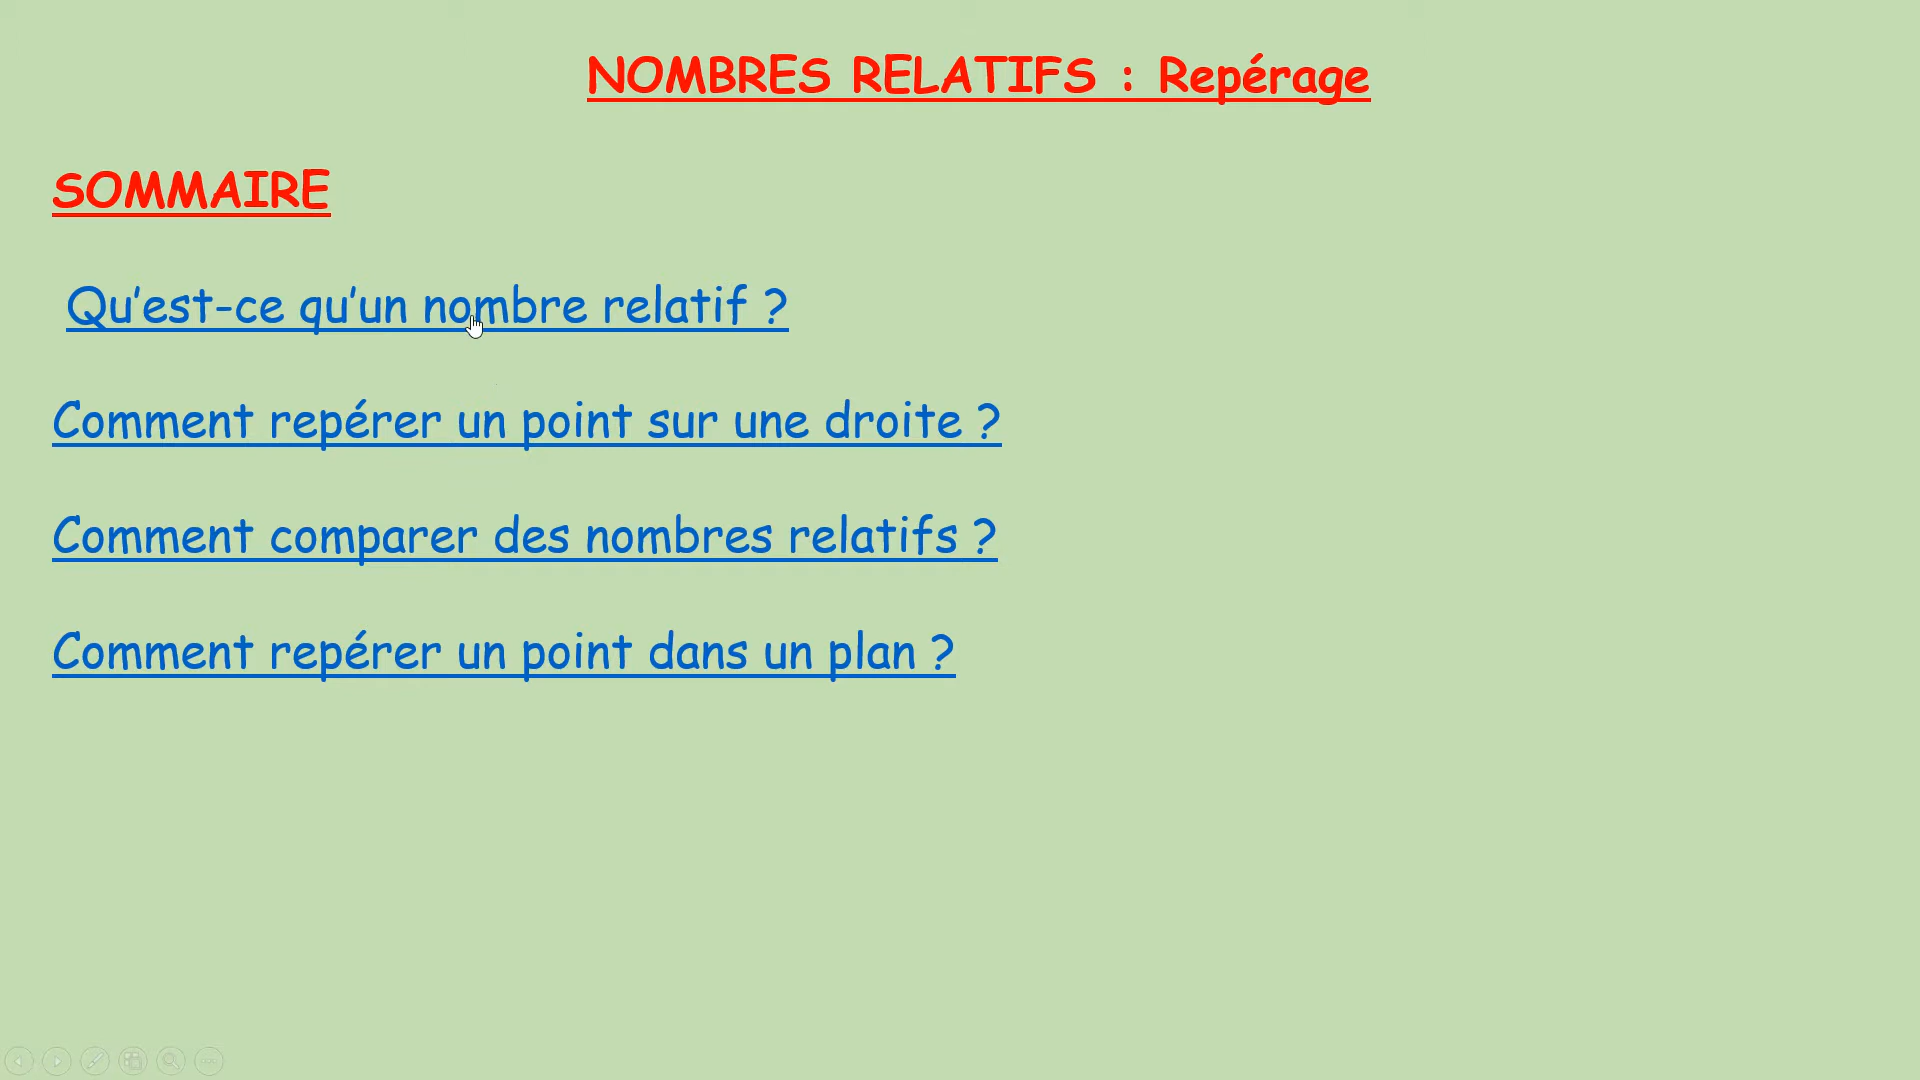 NOMBRES RELATIFS : Repérage
SOMMAIRE
Qu’est-ce qu’un nombre relatif ?
Comment repérer un point sur une droite ?
Comment comparer des nombres relatifs ?
Comment repérer un point dans un plan ?